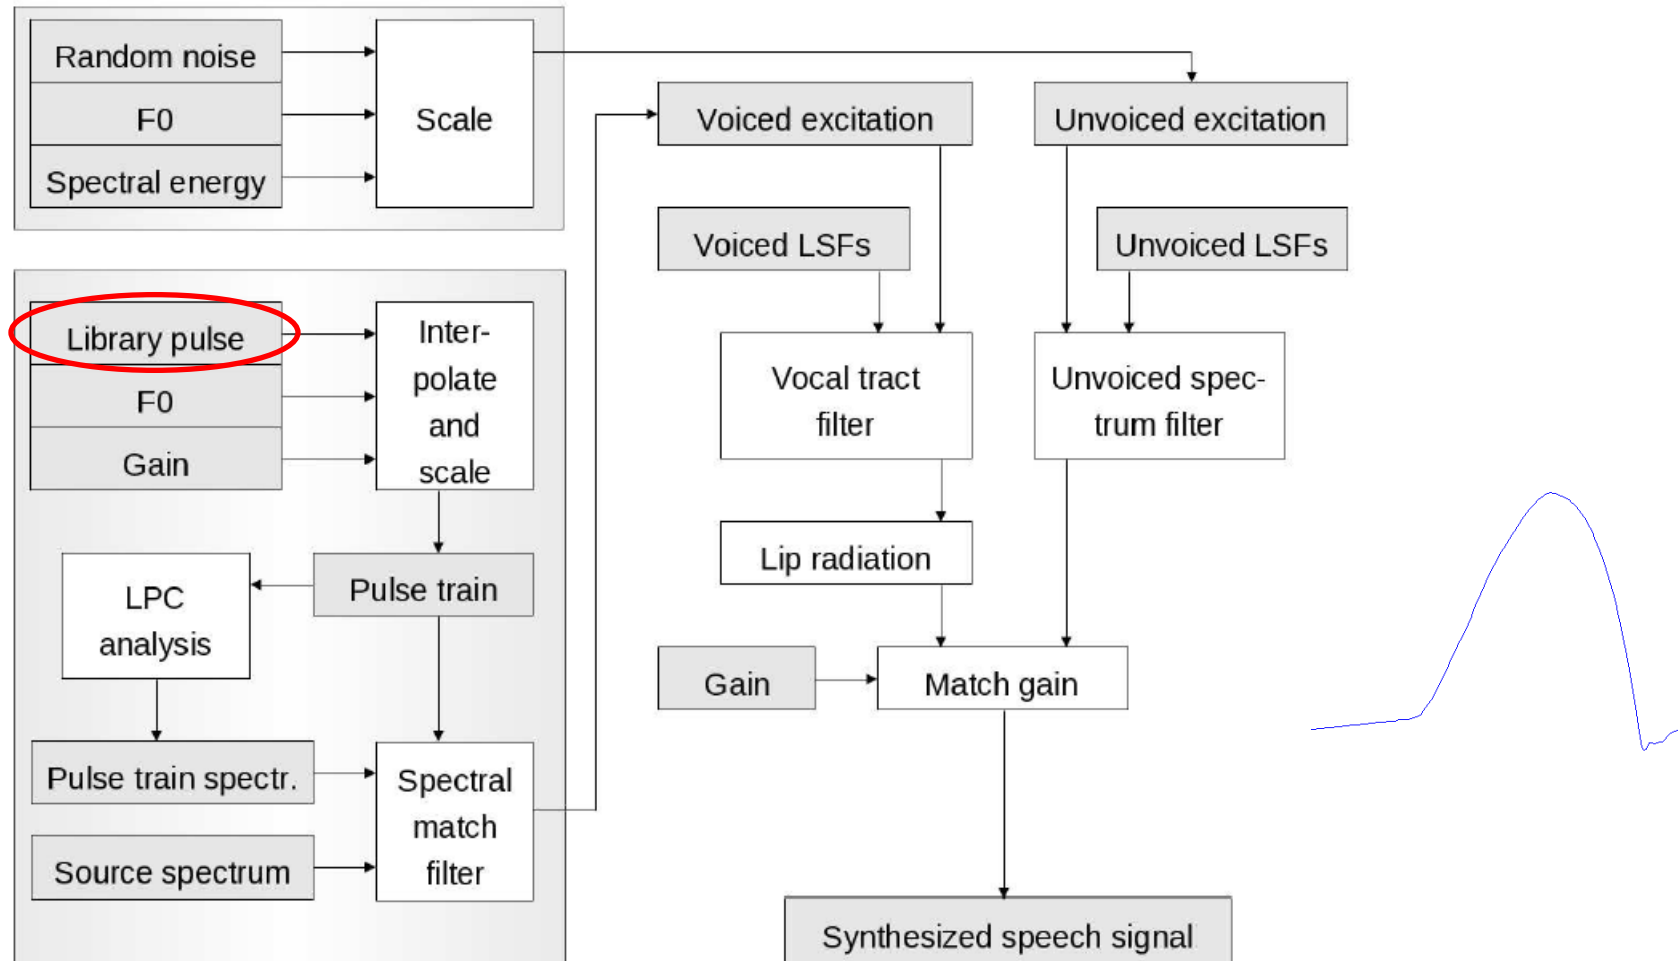 Random noise
F0
Spectral energy
Scale
Library pulse
F0
Gain
Inter-
polate
and
scale
LPC
analysis
Pulse train
Pulse train spectr.
Source spectrum
Spectral
match
filter
Voiced excitation
Unvoiced excitation
Voiced LSFs
Unvoiced LSFs
Vocal tract
filter
Unvoiced spec-
trum filter
Lip radiation
Gain
Match gain
Synthesized speech signal